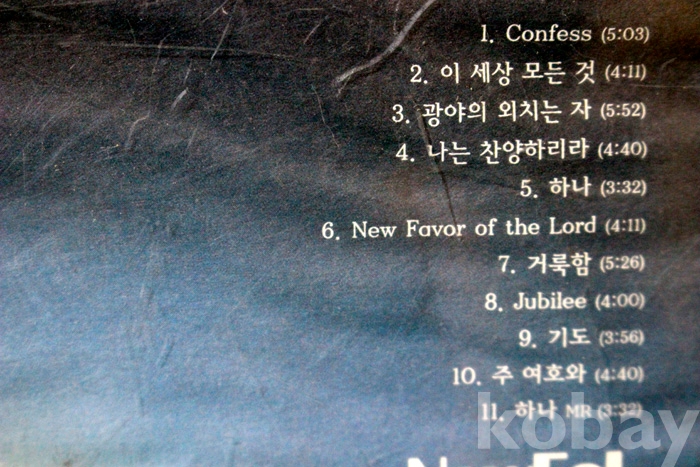 1. Confess (5:03)
2. 이 세상 모든 것 (4:11)
3. 광야의 외치는 자 (5:52)
4. 나는 찬양하리라 (4:40)
5. 하나 (3:32)
6. New Favor of the Lord (4:11)
7. 거룩함 (5:26)
8. Jubilee (4:00)
9. 기도 (3:56)
10. 주 여호와 (4:40)
11. 하나 MR (3:32)
kobay